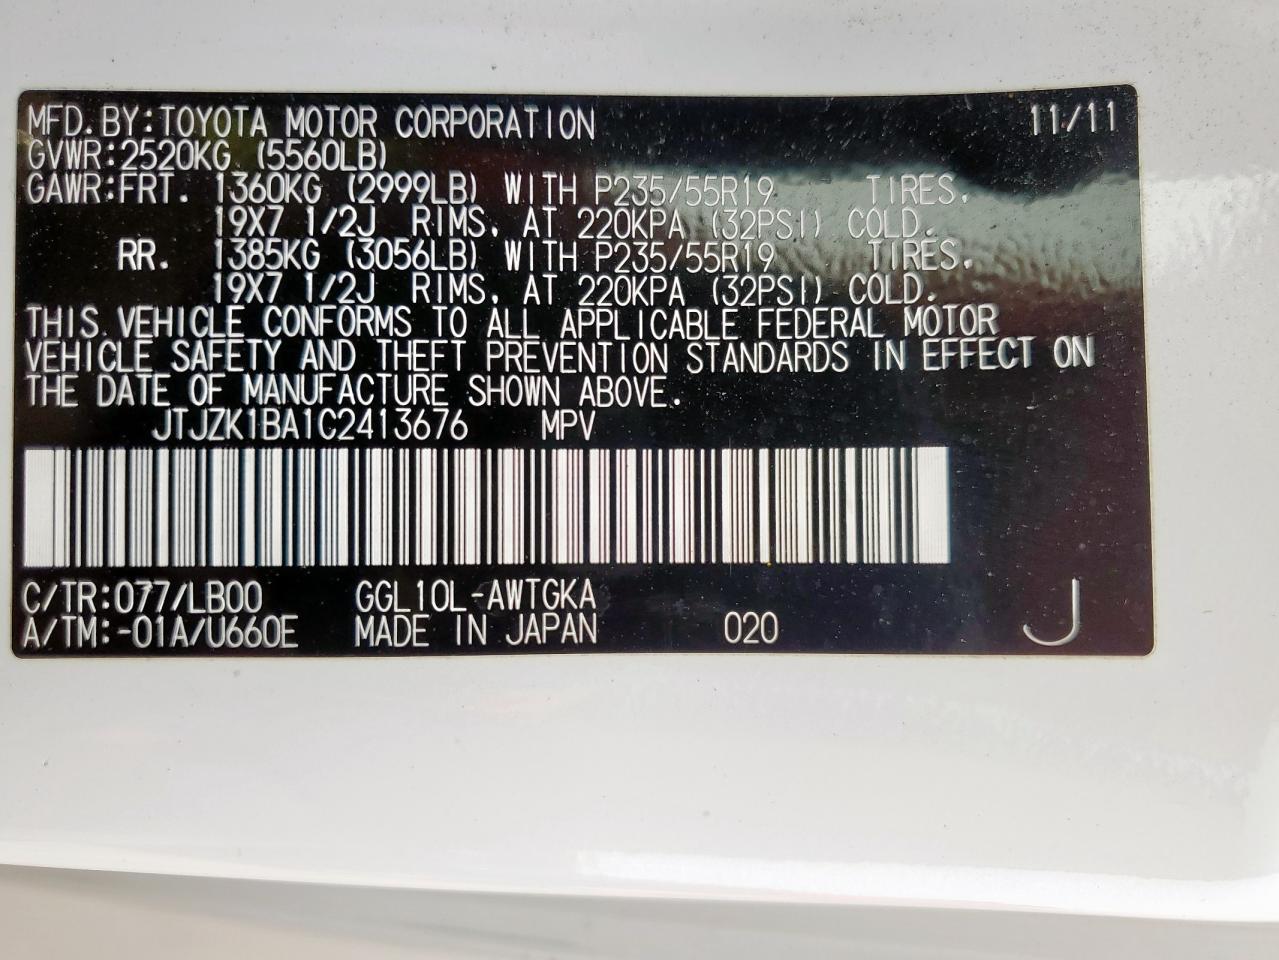 MFD. BY: TOYOTA MOTOR CORPORATION 11/11
GVWR: 2520KG (5560LB)
GAWR: FRT. 1360KG (2999LB) WITH P235/55R19 TIRES,
19X7 1/2J RIMS, AT 220KPA (32PSI) COLD.
RR. 1385KG (3056LB) WITH P235/55R19 TIRES,
19X7 1/2J RIMS, AT 220KPA (32PSI) COLD.
THIS VEHICLE CONFORMS TO ALL APPLICABLE FEDERAL MOTOR
VEHICLE SAFETY AND THEFT PREVENTION STANDARDS IN EFFECT ON
THE DATE OF MANUFACTURE SHOWN ABOVE.
JTJZK1BA1C2413676 MPV
C/TR: 077/LB00 GGL10L-AWTGKA
A/TM: -01A/U660E MADE IN JAPAN 020 J